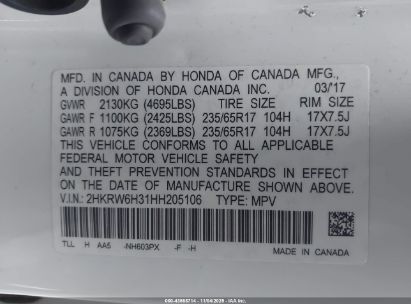 MFD. IN CANADA BY HONDA OF CANADA MFG.,
A DIVISION OF HONDA CANADA INC. 03/17
GVWR 2130KG (4695LBS) TIRE SIZE RIM SIZE
GAWR F 1100KG (2425LBS) 235/65R17 104H 17X7.5J
GAWR R 1075KG (2369LBS) 235/65R17 104H 17X7.5J
THIS VEHICLE CONFORMS TO ALL APPLICABLE
FEDERAL MOTOR VEHICLE SAFETY
AND THEFT PREVENTION STANDARDS IN EFFECT
ON THE DATE OF MANUFACTURE SHOWN ABOVE.
V.I.N.: 2HKRW6H31HH205106 TYPE: MPV
TLL H AA5 -NH603PX -F -H MADE IN CANADA